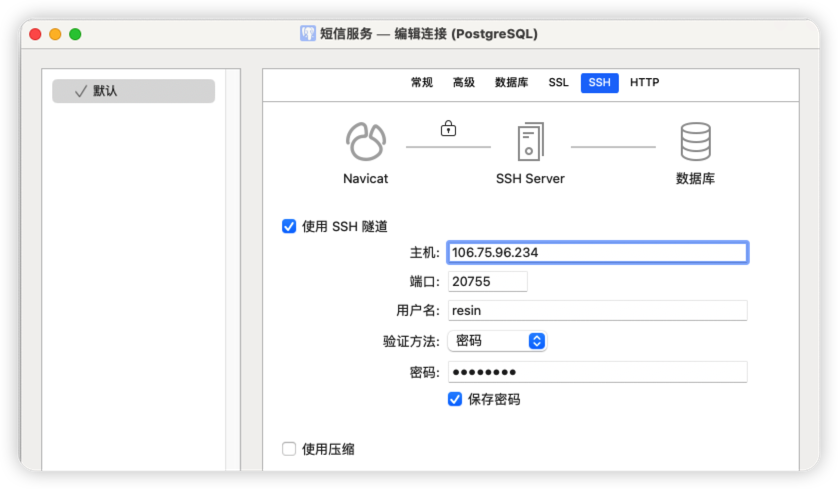 短信服务 — 编辑连接 (PostgreSQL)
默认
常规 高级 数据库 SSL SSH HTTP
Navicat SSH Server 数据库
使用 SSH 隧道
主机: 106.75.96.234
端口: 20755
用户名: resin
验证方法: 密码
密码: ••••••••
保存密码
使用压缩